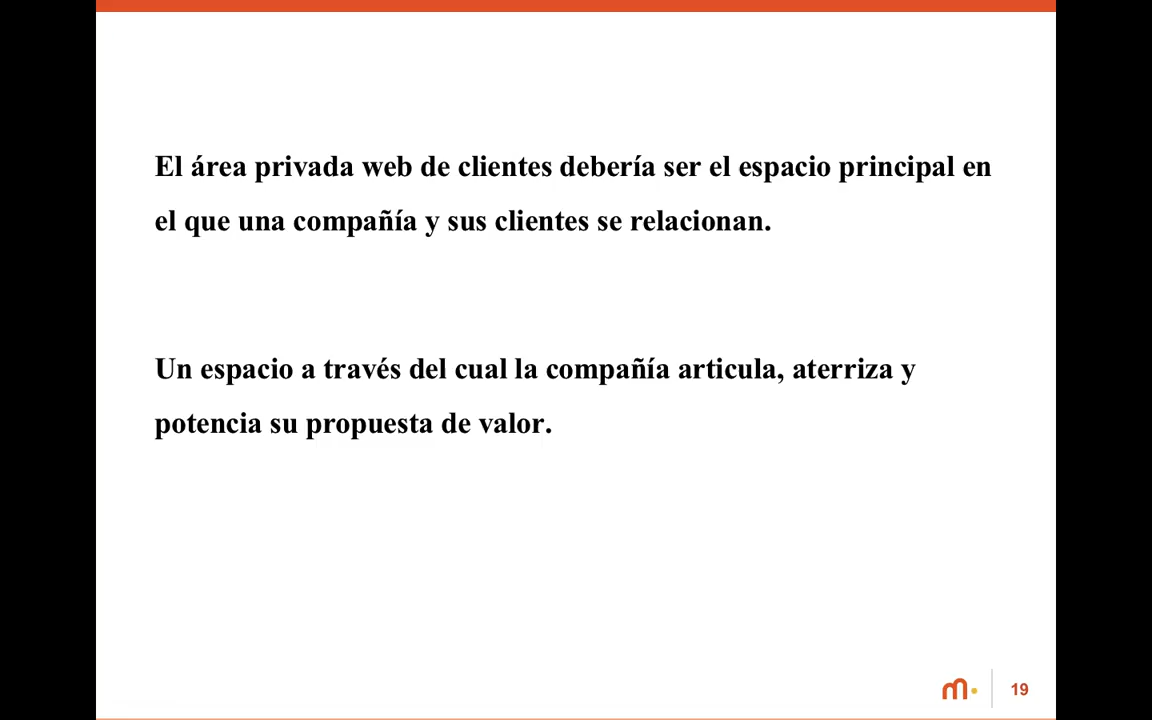 El área privada web de clientes debería ser el espacio principal en
el que una compañía y sus clientes se relacionan.
Un espacio a través del cual la compañía articula, aterriza y
potencia su propuesta de valor.
m.
19